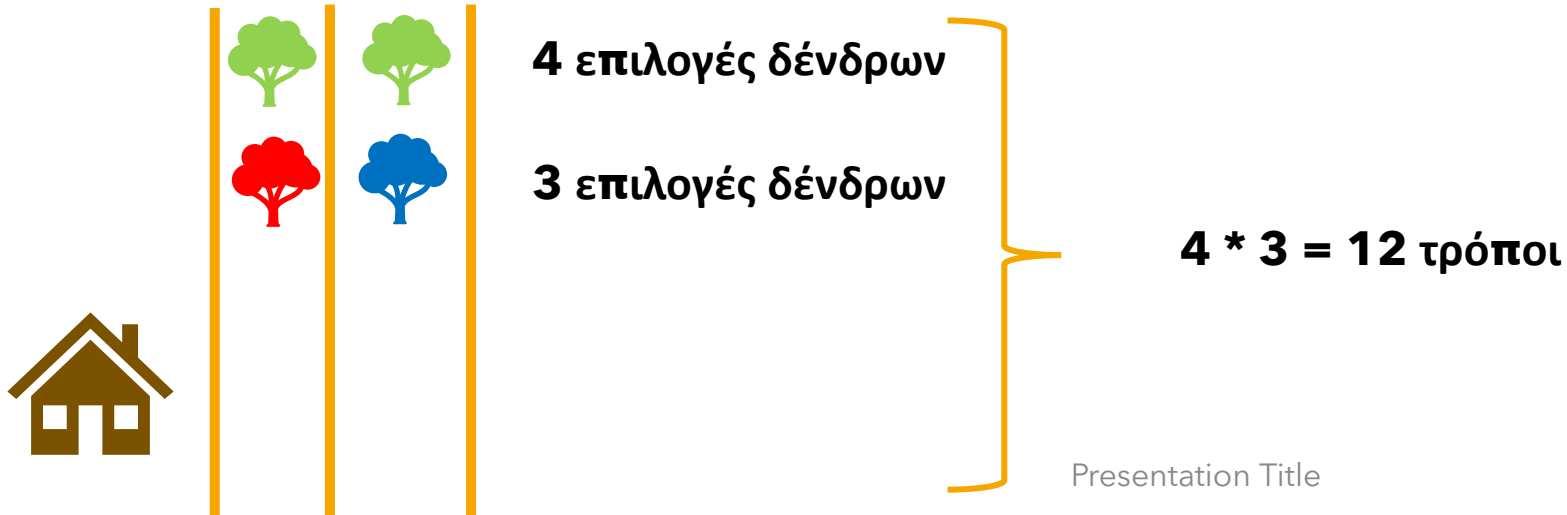 4 επιλογές δένδρων
3 επιλογές δένδρων
4 * 3 = 12 τρόποι
Presentation Title